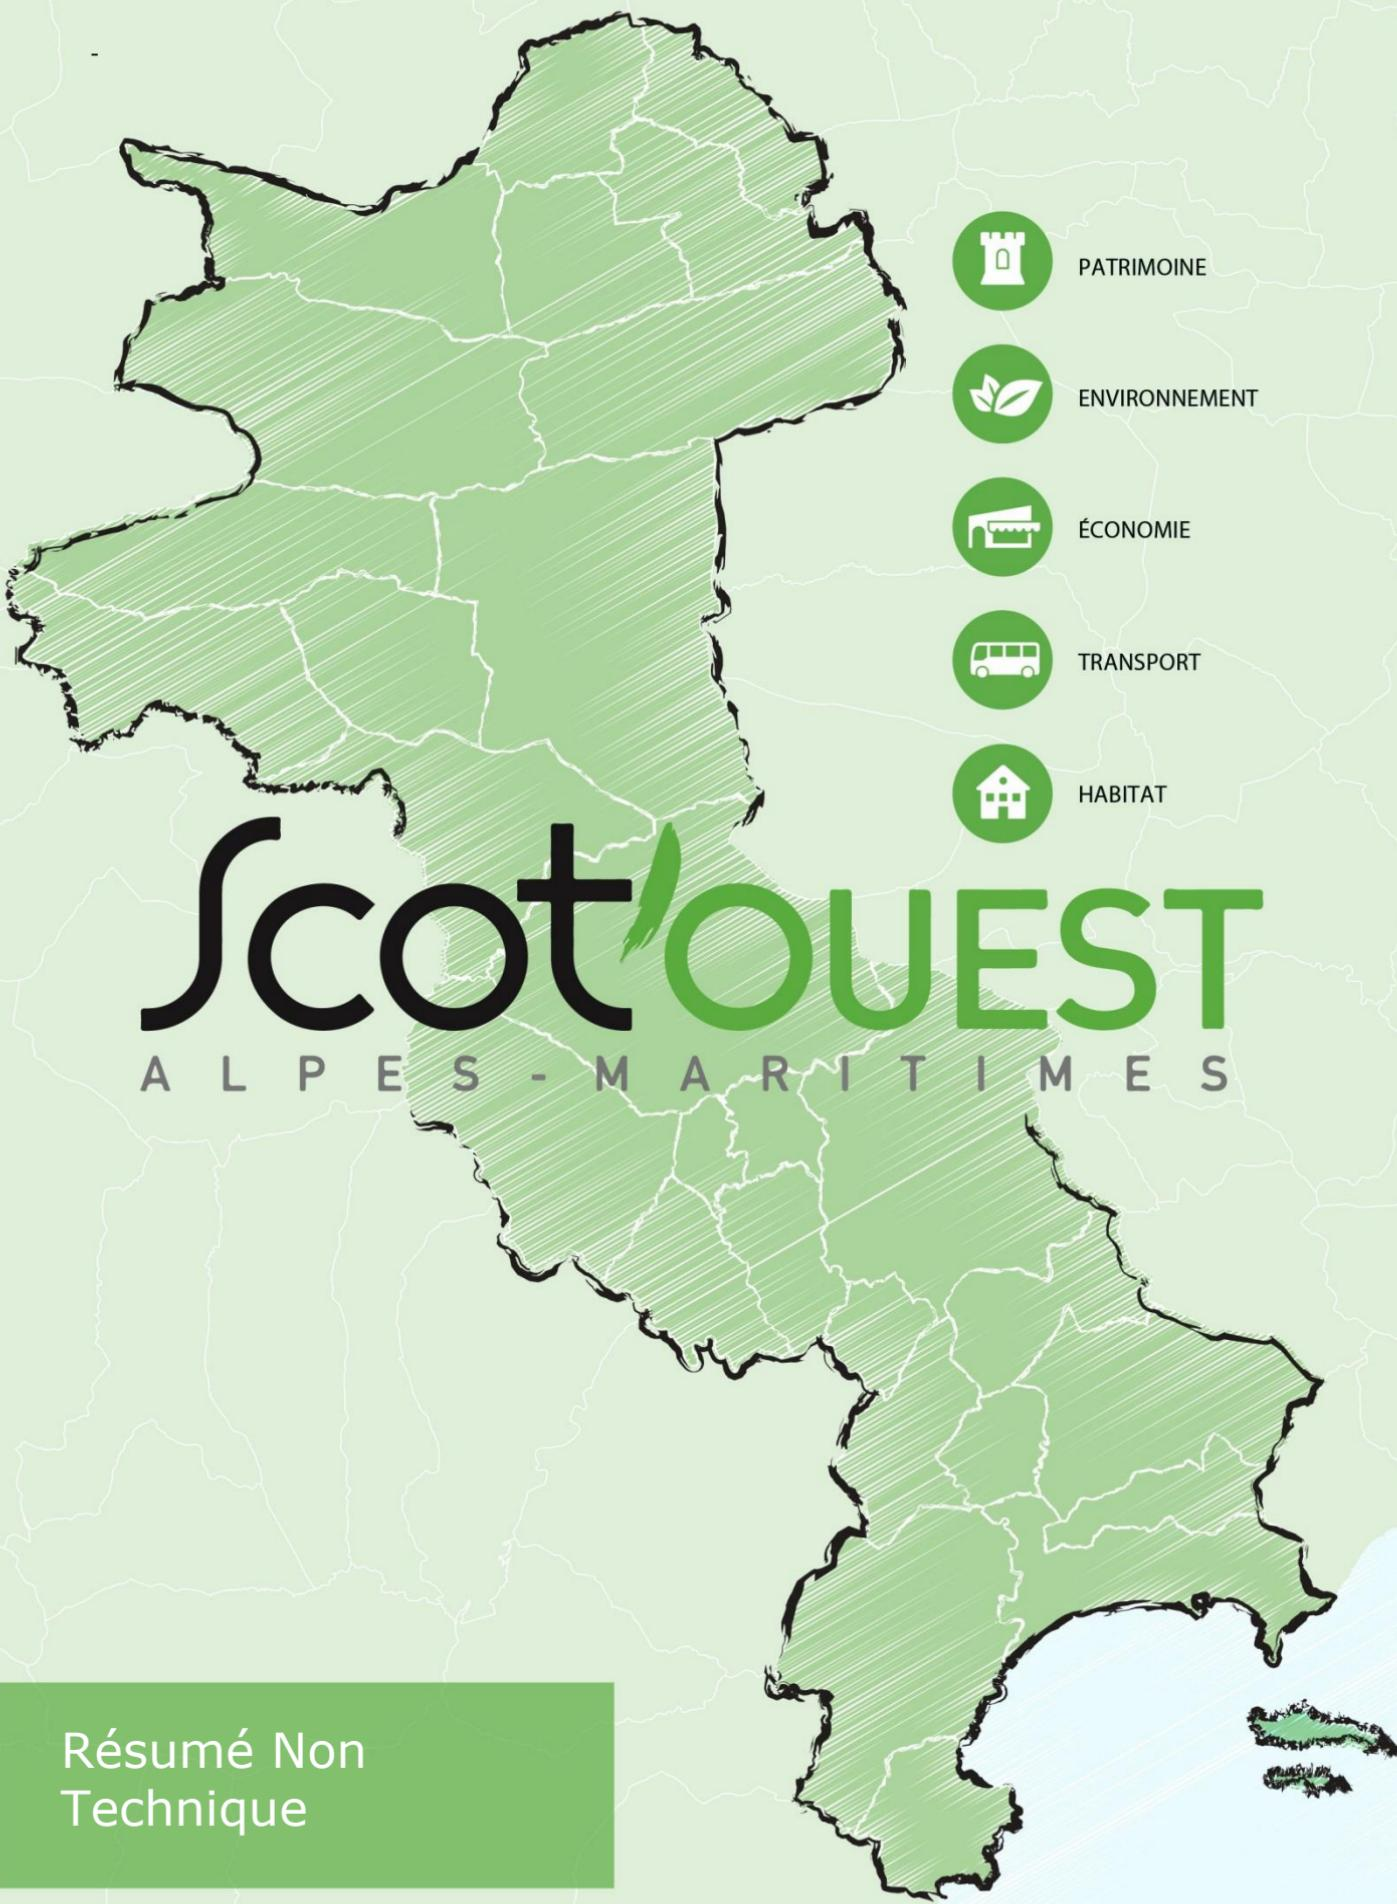 -
PATRIMOINE
ENVIRONNEMENT
ÉCONOMIE
TRANSPORT
HABITAT
Scot'OUEST
ALPES-MARITIMES
Résumé Non
Technique